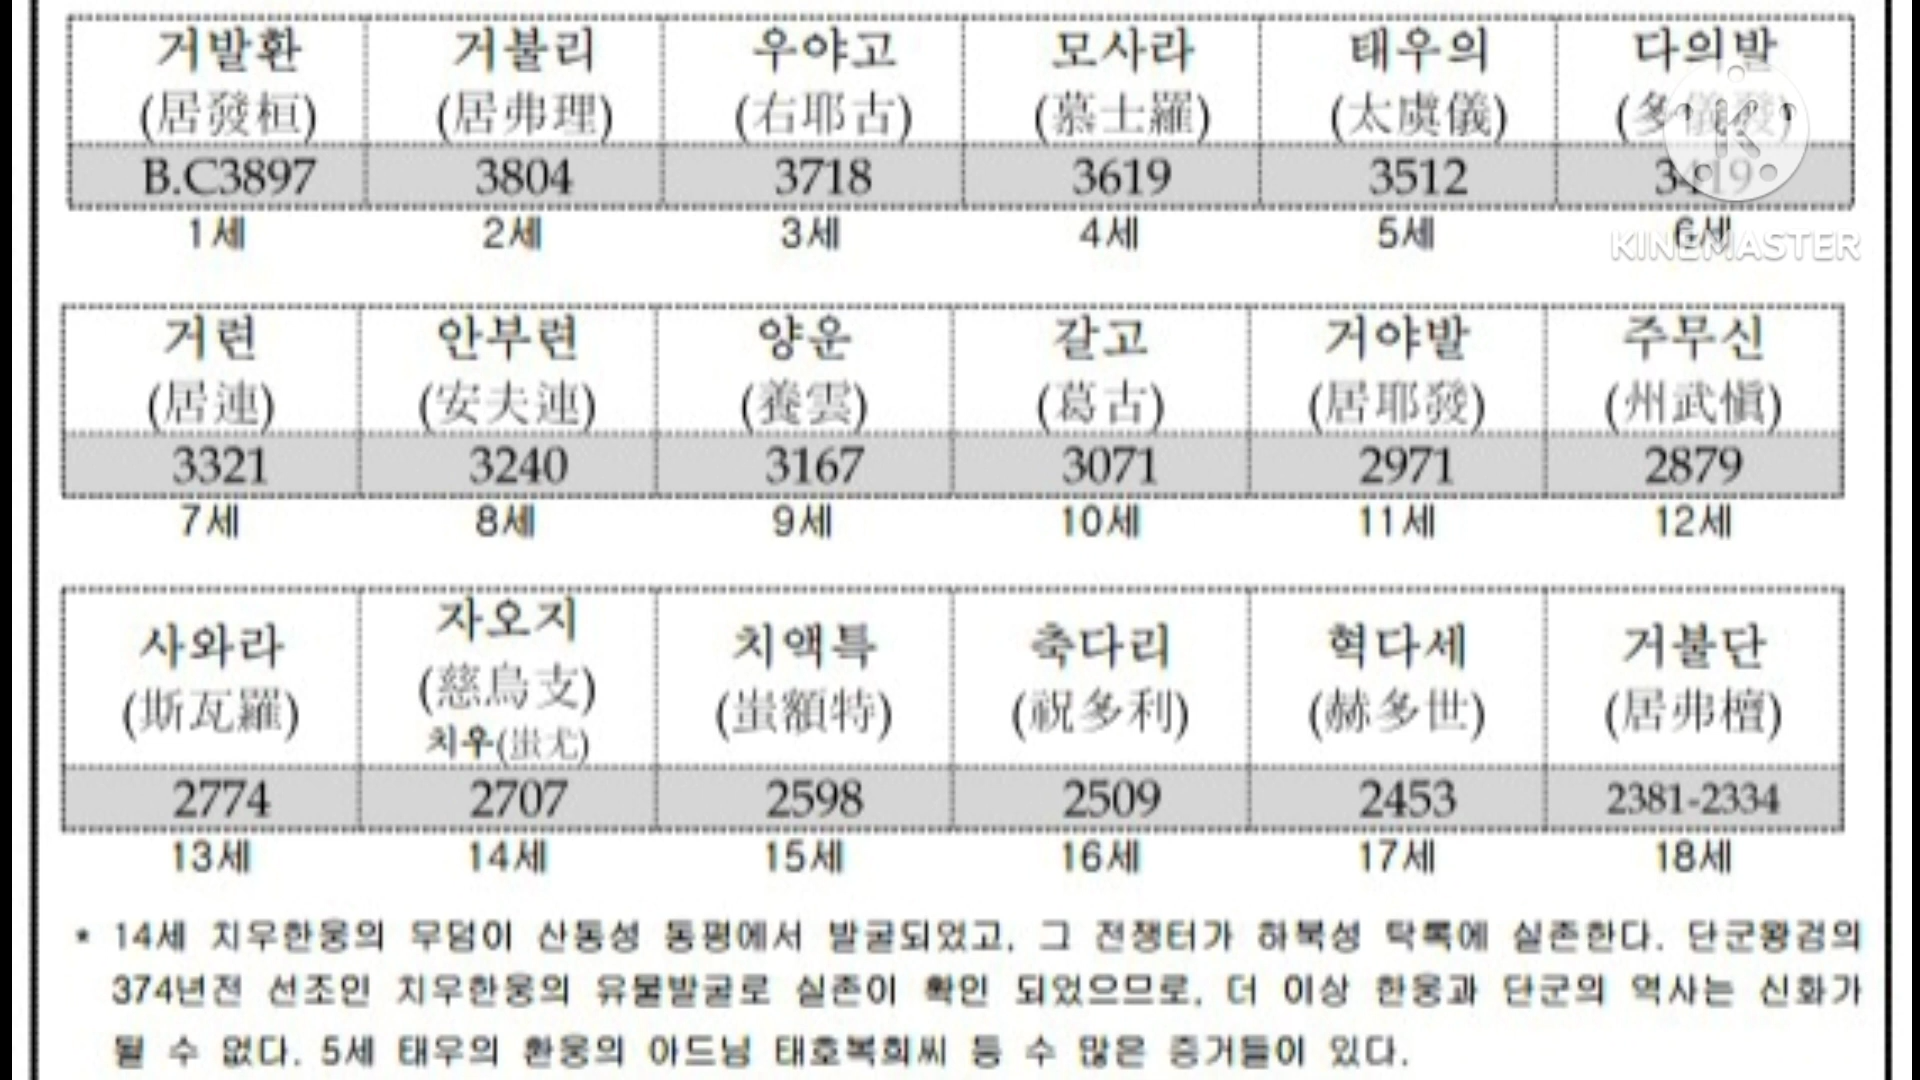 거발환 거불리 우야고 모사라 태우의 다의발
(居發桓) (居弗理) (右耶古) (慕士羅) (太虞儀) (多儀發)
B.C3897 3804 3718 3619 3512 3419
1세 2세 3세 4세 5세 6세
KINEMASTER
거련 안부련 양운 갈고 거야발 주무신
(居連) (安夫連) (養雲) (葛古) (居耶發) (州武愼)
3321 3240 3167 3071 2971 2879
7세 8세 9세 10세 11세 12세
사와라 자오지 치액특 축다리 혁다세 거불단
(斯瓦羅) (慈烏支) (蚩額特) (祝多利) (赫多世) (居弗檀)
치우(蚩尤)
2774 2707 2598 2509 2453 2381-2334
13세 14세 15세 16세 17세 18세
* 14세 치우한웅의 무덤이 산동성 동평에서 발굴되었고, 그 전쟁터가 하북성 탁록에 실존한다. 단군왕검의
374년전 선조인 치우한웅의 유물발굴로 실존이 확인 되었으므로, 더 이상 한웅과 단군의 역사는 신화가
될 수 없다. 5세 태우의 환웅의 아드님 태호복희씨 등 수 많은 증거들이 있다.